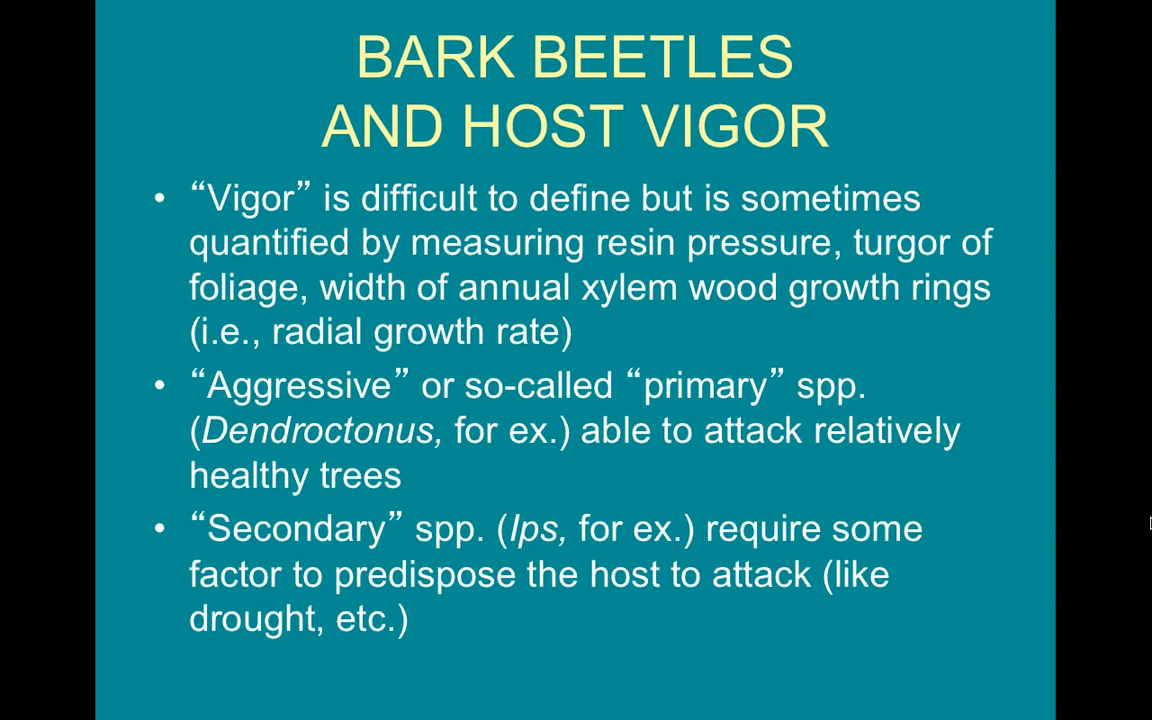 BARK BEETLES
AND HOST VIGOR
• “Vigor” is difficult to define but is sometimes
quantified by measuring resin pressure, turgor of
foliage, width of annual xylem wood growth rings
(i.e., radial growth rate)
• “Aggressive” or so-called “primary” spp.
(Dendroctonus, for ex.) able to attack relatively
healthy trees
• “Secondary” spp. (Ips, for ex.) require some
factor to predispose the host to attack (like
drought, etc.)